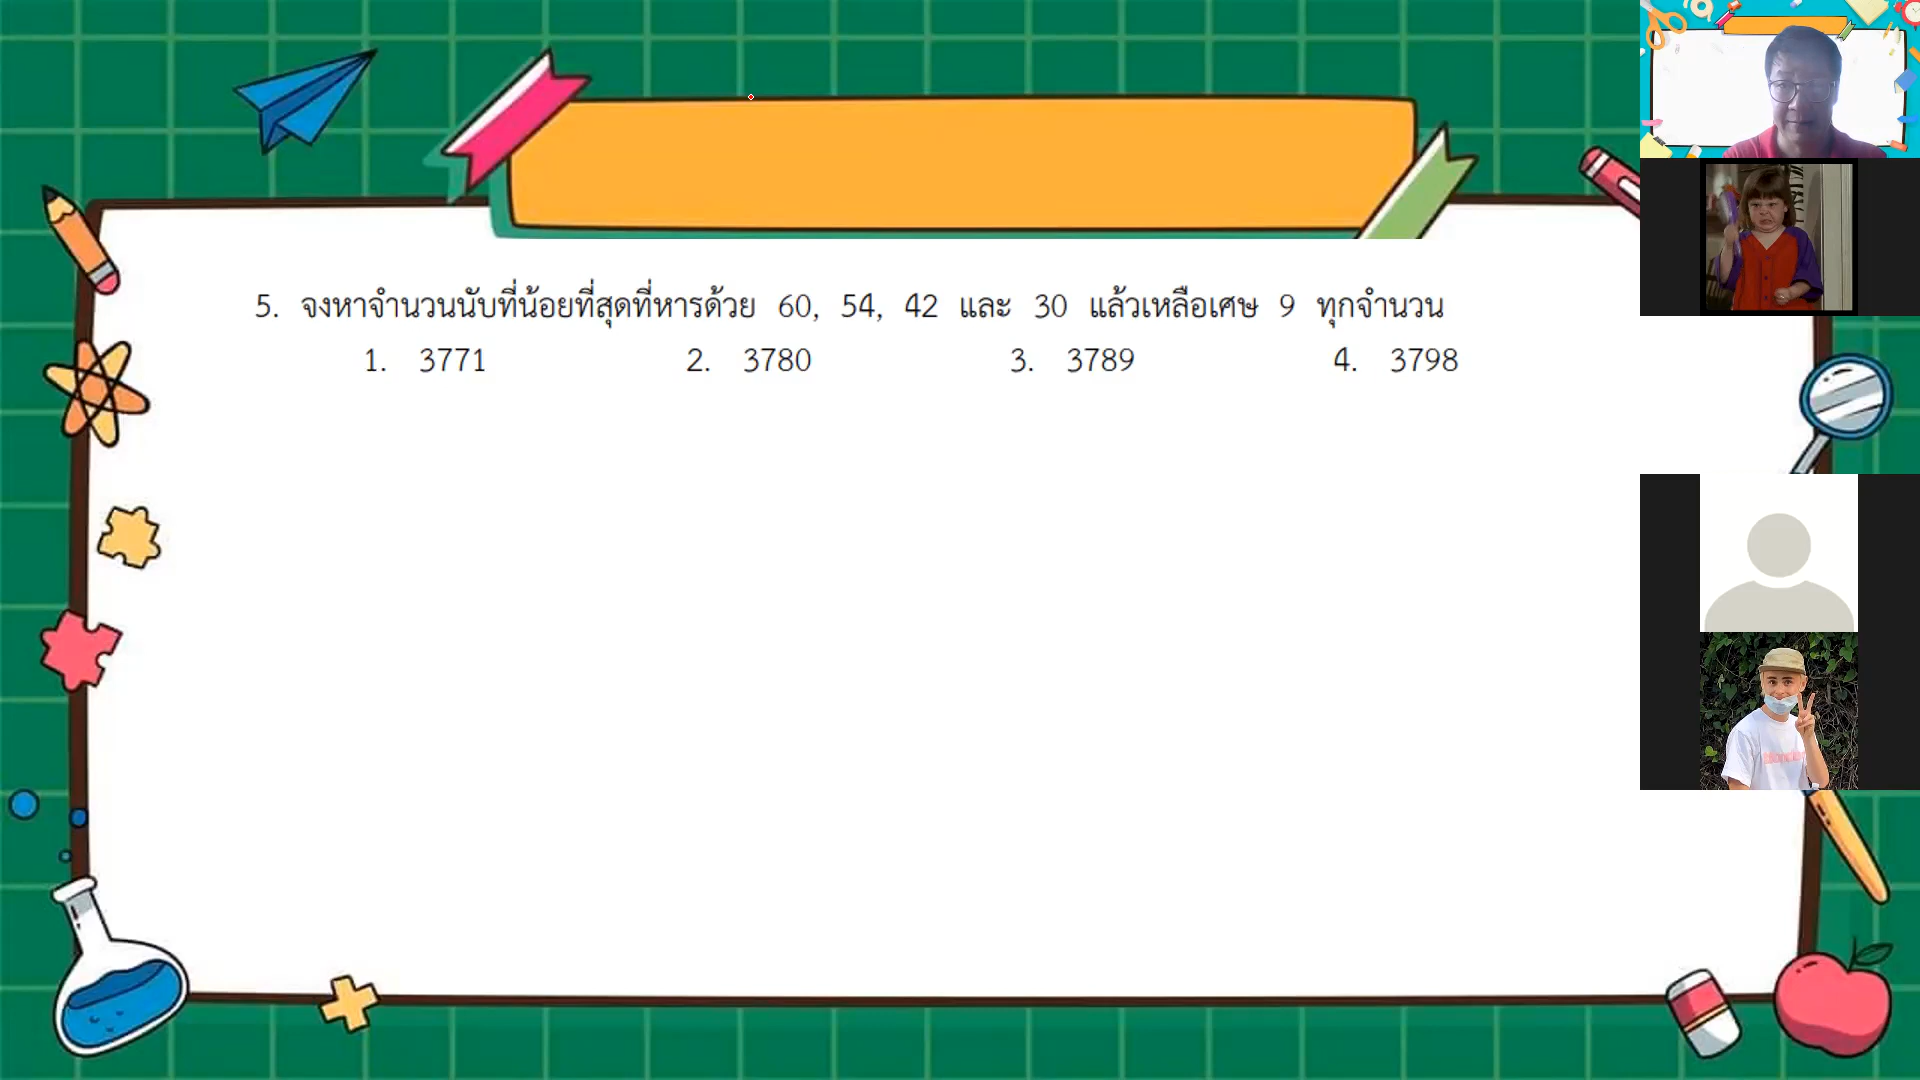 5. จงหาจำนวนนับที่น้อยที่สุดที่หารด้วย 60, 54, 42 และ 30 แล้วเหลือเศษ 9 ทุกจำนวน
1. 3771 2. 3780 3. 3789 4. 3798